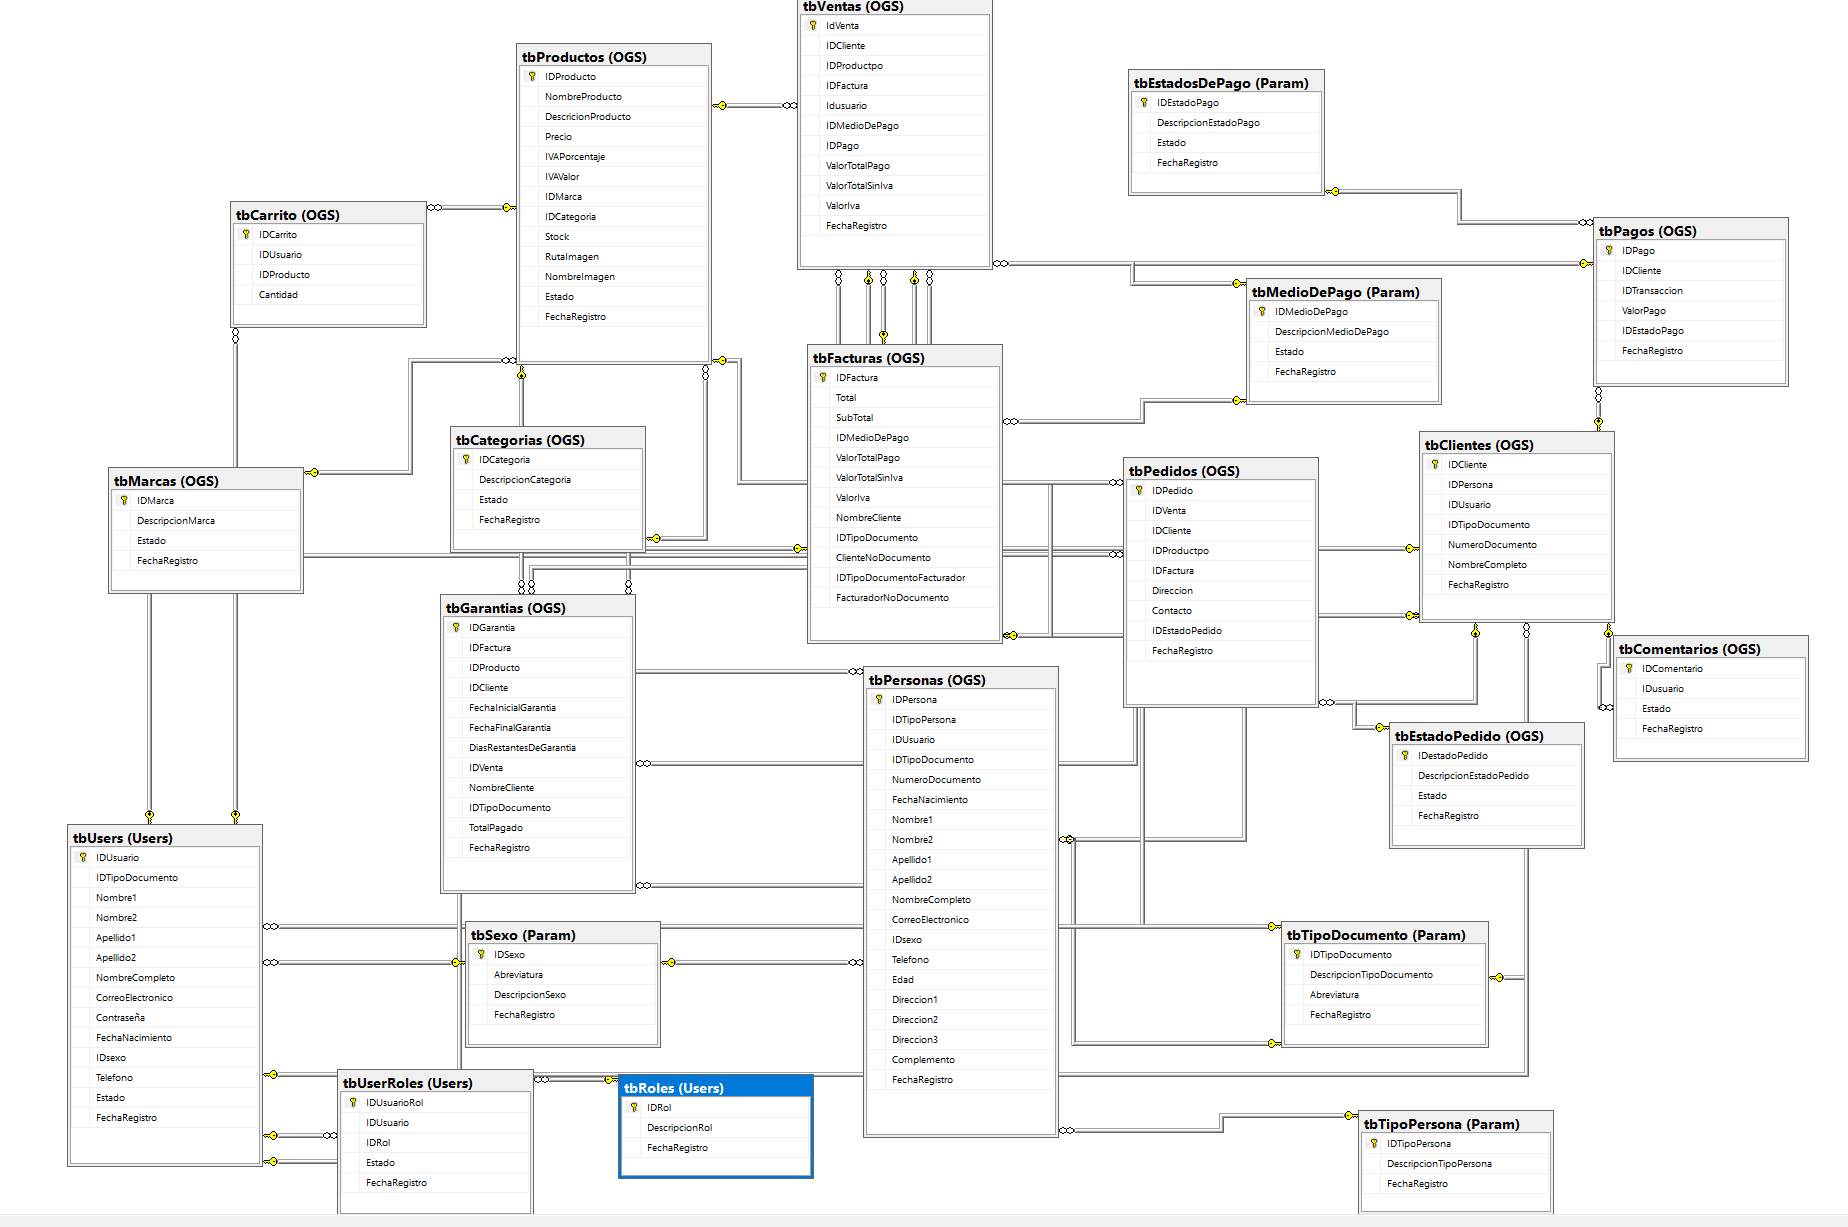 tbVentas (OGS)
IdVenta
IDCliente
IDProductpo
IDFactura
Idusuario
IDMedioDePago
IDPago
ValorTotalPago
ValorTotalSinIva
ValorIva
FechaRegistro
tbProductos (OGS)
IDProducto
NombreProducto
DescricionProducto
Precio
IVAPorcentaje
IVAValor
IDMarca
IDCategoria
Stock
RutaImagen
NombreImagen
Estado
FechaRegistro
tbEstadosDePago (Param)
IDEstadoPago
DescripcionEstadoPago
Estado
FechaRegistro
tbCarrito (OGS)
IDCarrito
IDUsuario
IDProducto
Cantidad
tbPagos (OGS)
IDPago
IDCliente
IDTransaccion
ValorPago
IDEstadoPago
FechaRegistro
tbMedioDePago (Param)
IDMedioDePago
DescripcionMedioDePago
Estado
FechaRegistro
tbFacturas (OGS)
IDFactura
Total
SubTotal
IDMedioDePago
ValorTotalPago
ValorTotalSinIva
ValorIva
NombreCliente
IDTipoDocumento
ClienteNoDocumento
IDTipoDocumentoFacturador
FacturadorNoDocumento
tbCategorias (OGS)
IDCategoria
DescripcionCategoria
Estado
FechaRegistro
tbClientes (OGS)
IDCliente
IDPersona
IDUsuario
IDTipoDocumento
NumeroDocumento
NombreCompleto
FechaRegistro
tbPedidos (OGS)
IDPedido
IDVenta
IDCliente
IDProductpo
IDFactura
Direccion
Contacto
IDEstadoPedido
FechaRegistro
tbMarcas (OGS)
IDMarca
DescripcionMarca
Estado
FechaRegistro
tbGarantias (OGS)
IDGarantia
IDFactura
IDProducto
IDCliente
FechaInicialGarantia
FechaFinalGarantia
DiasRestantesDeGarantia
IDVenta
NombreCliente
IDTipoDocumento
TotalPagado
FechaRegistro
tbComentarios (OGS)
IDComentario
IDusuario
Estado
FechaRegistro
tbPersonas (OGS)
IDPersona
IDTipoPersona
IDUsuario
IDTipoDocumento
NumeroDocumento
FechaNacimiento
Nombre1
Nombre2
Apellido1
Apellido2
NombreCompleto
CorreoElectronico
IDsexo
Telefono
Edad
Direccion1
Direccion2
Direccion3
Complemento
FechaRegistro
tbEstadoPedido (OGS)
IDestadoPedido
DescripcionEstadoPedido
Estado
FechaRegistro
tbUsers (Users)
IDUsuario
IDTipoDocumento
Nombre1
Nombre2
Apellido1
Apellido2
NombreCompleto
CorreoElectronico
Contraseña
FechaNacimiento
IDsexo
Telefono
Estado
FechaRegistro
tbSexo (Param)
IDSexo
Abreviatura
DescripcionSexo
FechaRegistro
tbTipoDocumento (Param)
IDTipoDocumento
DescripcionTipoDocumento
Abreviatura
FechaRegistro
tbUserRoles (Users)
IDUsuarioRol
IDUsuario
IDRol
Estado
FechaRegistro
tbRoles (Users)
IDRol
DescripcionRol
FechaRegistro
tbTipoPersona (Param)
IDTipoPersona
DescripcionTipoPersona
FechaRegistro